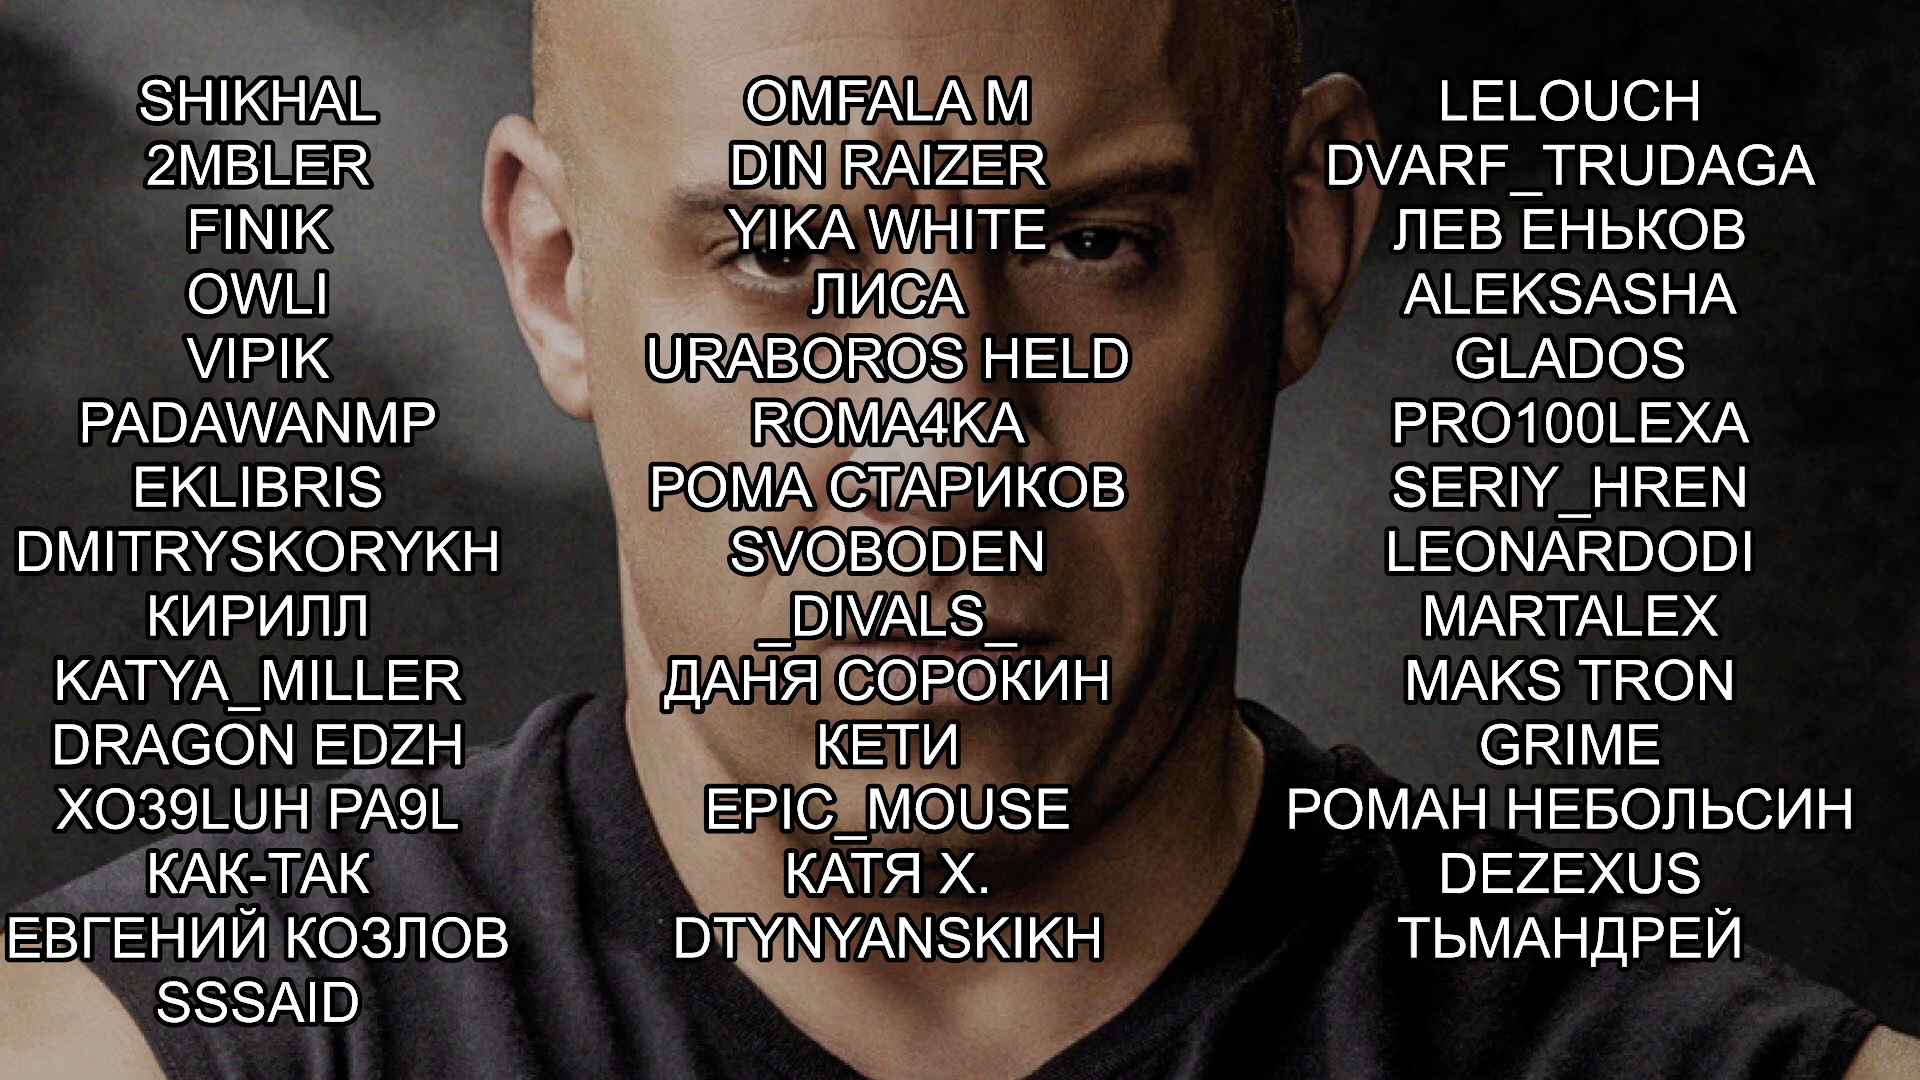 SHIKHAL
2MBLER
FINIK
OWLI
VIPIK
PADAWANMP
EKLIBRIS
DMITRYSKORYKH
КИРИЛЛ
KATYA_MILLER
DRAGON EDZH
XO39LUH PA9L
КАК-ТАК
ЕВГЕНИЙ КОЗЛОВ
SSSAID
OMFALA M
DIN RAIZER
YIKA WHITE
ЛИСА
URABOROS HELD
ROMA4KA
РОМА СТАРИКОВ
SVOBODEN
_DIVALS_
ДАНЯ СОРОКИН
КЕТИ
EPIC_MOUSE
КАТЯ Х.
DTYNYANSKIKH
LELOUCH
DVARF_TRUDAGA
ЛЕВ ЕНЬКОВ
ALEKSASHA
GLADOS
PRO100LEXA
SERIY_HREN
LEONARDODI
MARTALEX
MAKS TRON
GRIME
РОМАН НЕБОЛЬСИН
DEZEXUS
ТЬМАНДРЕЙ